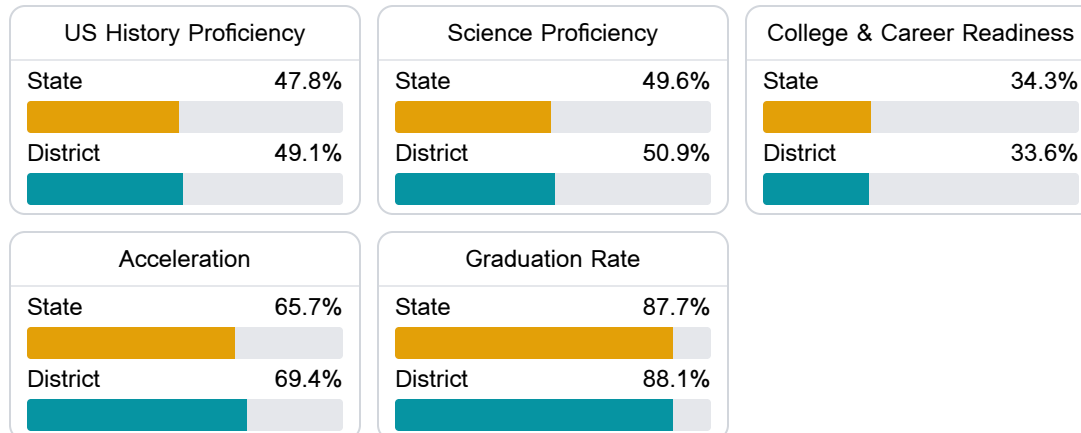 US History Proficiency
State 47.8%
District 49.1%
Science Proficiency
State 49.6%
District 50.9%
College & Career Readiness
State 34.3%
District 33.6%
Acceleration
State 65.7%
District 69.4%
Graduation Rate
State 87.7%
District 88.1%